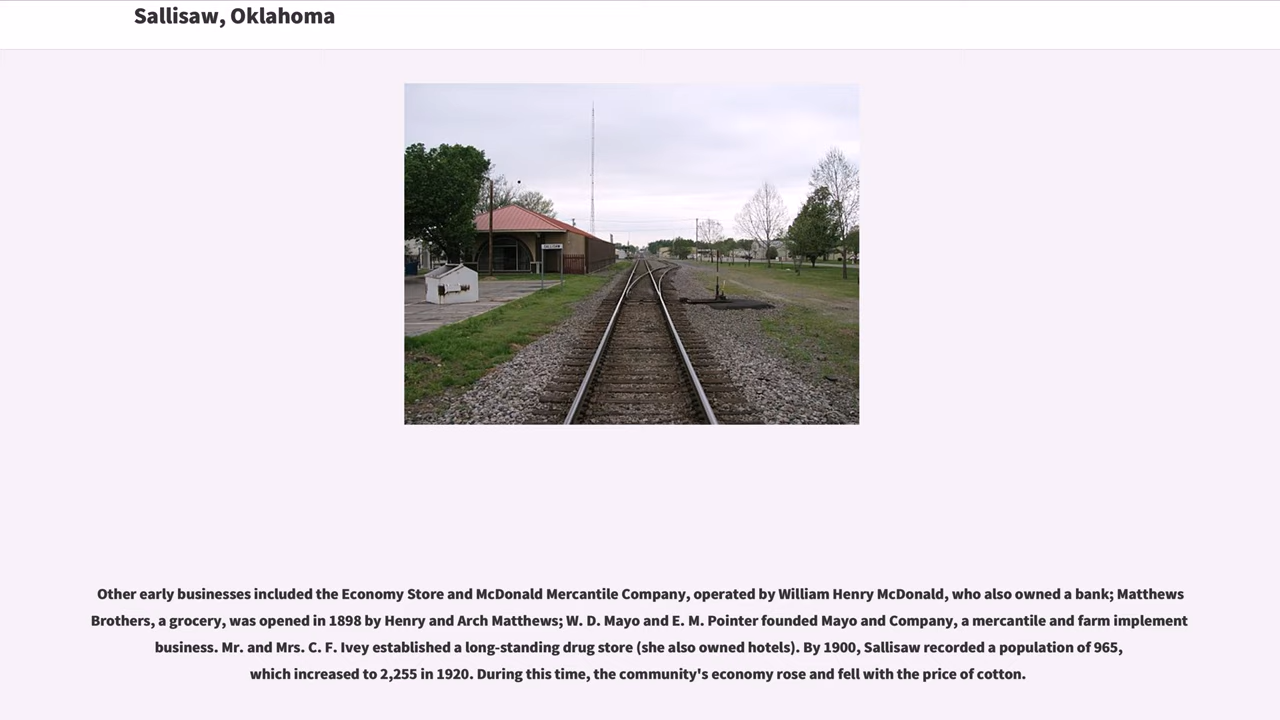 Sallisaw, Oklahoma
SALLISAW
Other early businesses included the Economy Store and McDonald Mercantile Company, operated by William Henry McDonald, who also owned a bank; Matthews
Brothers, a grocery, was opened in 1898 by Henry and Arch Matthews; W. D. Mayo and E. M. Pointer founded Mayo and Company, a mercantile and farm implement
business. Mr. and Mrs. C. F. Ivey established a long-standing drug store (she also owned hotels). By 1900, Sallisaw recorded a population of 965,
which increased to 2,255 in 1920. During this time, the community's economy rose and fell with the price of cotton.